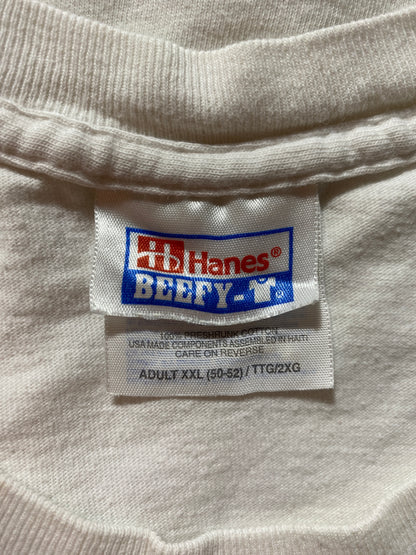 Hanes®
BEEFY-®
100% PRESHRUNK COTTON
USA MADE COMPONENTS ASSEMBLED IN HAITI
CARE ON REVERSE
ADULT XXL (50-52) / TTG/2XG